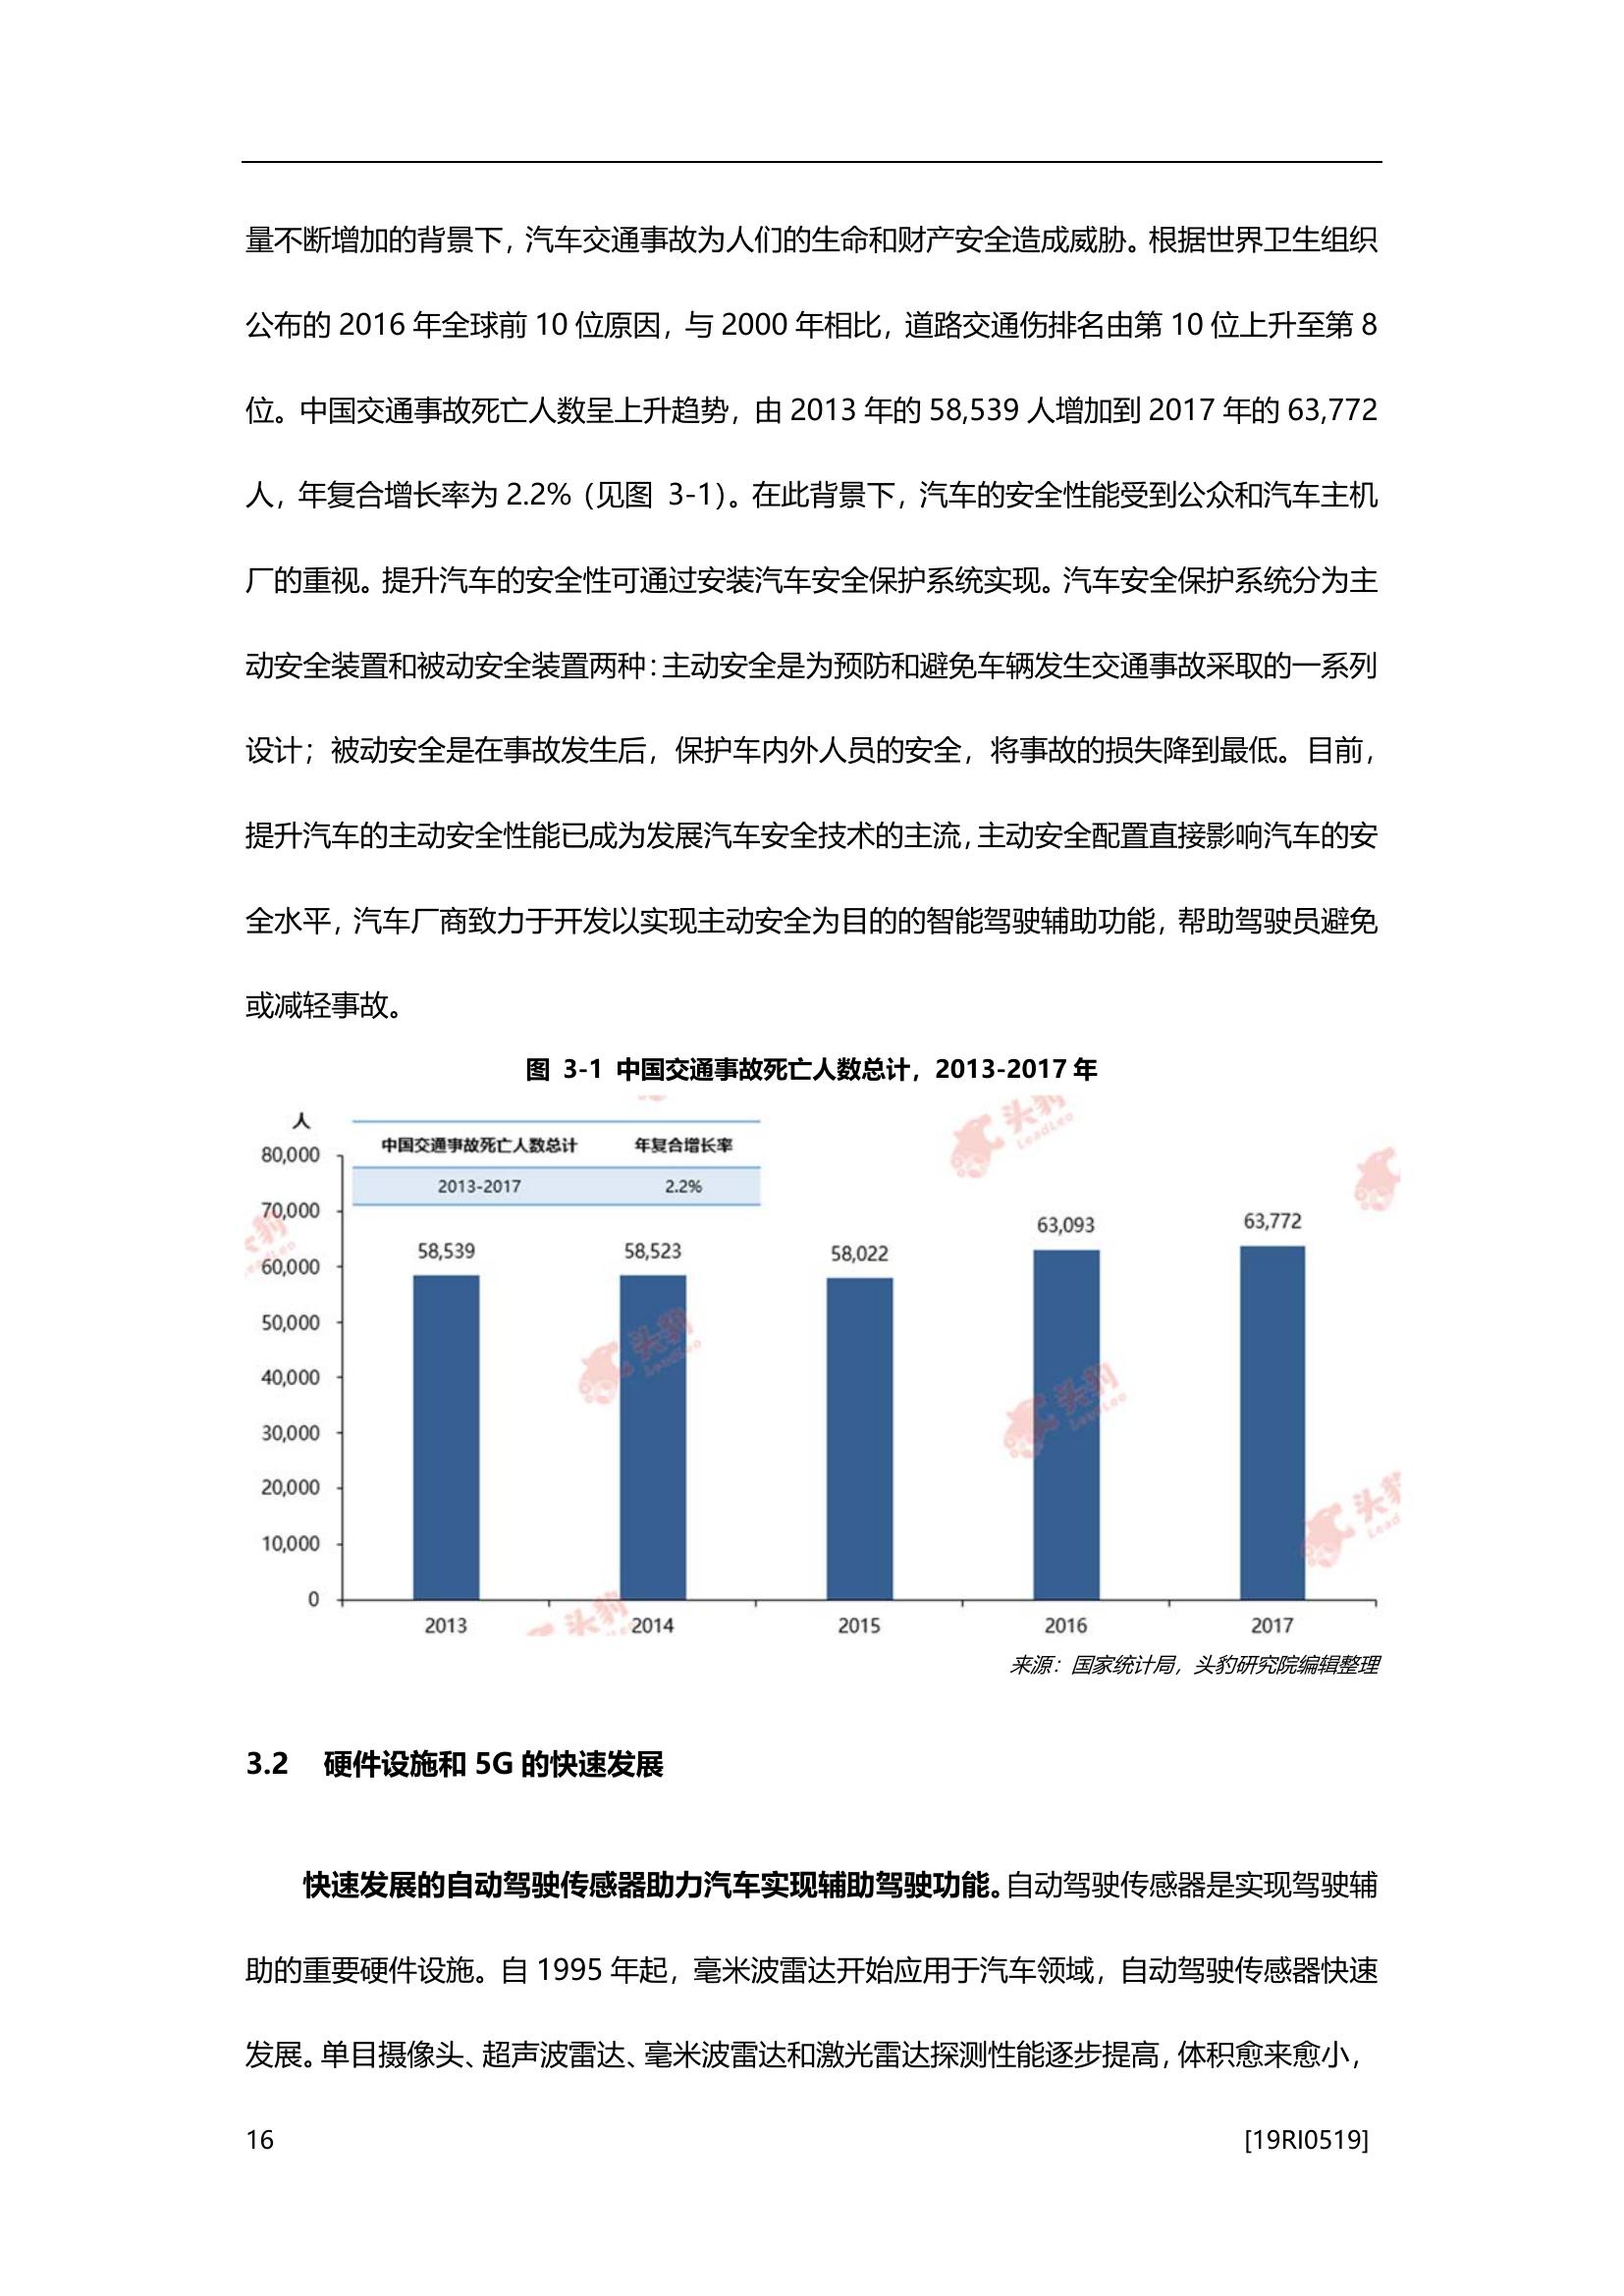 量不断增加的背景下，汽车交通事故为人们的生命和财产安全造成威胁。根据世界卫生组织
公布的 2016 年全球前 10 位原因，与 2000 年相比，道路交通伤排名由第 10 位上升至第 8
位。中国交通事故死亡人数呈上升趋势，由 2013 年的 58,539 人增加到 2017 年的 63,772
人，年复合增长率为 2.2%（见图 3-1）。在此背景下，汽车的安全性能受到公众和汽车主机
厂的重视。提升汽车的安全性可通过安装汽车安全保护系统实现。汽车安全保护系统分为主
动安全装置和被动安全装置两种：主动安全是为预防和避免车辆发生交通事故采取的一系列
设计；被动安全是在事故发生后，保护车内外人员的安全，将事故的损失降到最低。目前，
提升汽车的主动安全性能已成为发展汽车安全技术的主流，主动安全配置直接影响汽车的安
全水平，汽车厂商致力于开发以实现主动安全为目的的智能驾驶辅助功能，帮助驾驶员避免
或减轻事故。
图 3-1 中国交通事故死亡人数总计，2013-2017 年
人
中国交通事故死亡人数总计 年复合增长率
2013-2017 2.2%
80,000
70,000
60,000
50,000
40,000
30,000
20,000
10,000
0
58,539
58,523
58,022
63,093
63,772
2013 2014 2015 2016 2017
头豹
LeadLeo
头豹
LeadLeo
头豹
LeadLeo
头豹
头豹
头豹
来源：国家统计局，头豹研究院编辑整理
3.2 硬件设施和 5G 的快速发展
快速发展的自动驾驶传感器助力汽车实现辅助驾驶功能。自动驾驶传感器是实现驾驶辅
助的重要硬件设施。自 1995 年起，毫米波雷达开始应用于汽车领域，自动驾驶传感器快速
发展。单目摄像头、超声波雷达、毫米波雷达和激光雷达探测性能逐步提高，体积愈来愈小，
16
[19RI0519]